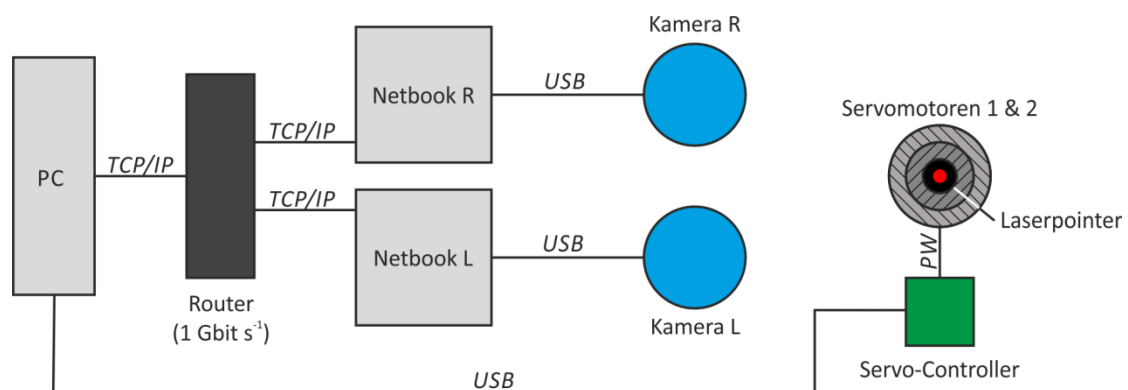 Kamera R
Netbook R
USB
TCP/IP
Servomotoren 1 & 2
PC
TCP/IP
TCP/IP
Laserpointer
Netbook L
USB
PW
Router
(1 Gbit s⁻¹)
Kamera L
Servo-Controller
USB